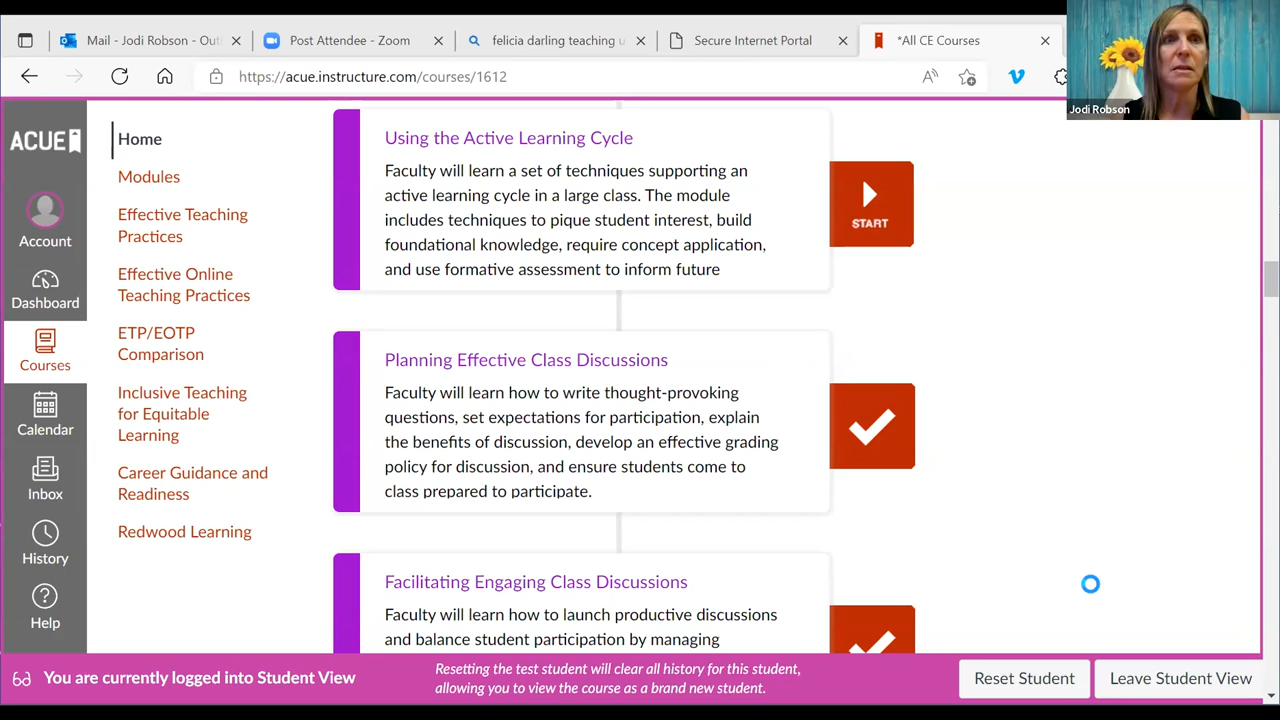 Mail - Jodi Robson - Out
Post Attendee - Zoom
felicia darling teaching u
Secure Internet Portal
*All CE Courses
https://acue.instructure.com/courses/1612
Jodi Robson
ACUE
Account
Dashboard
Courses
Calendar
Inbox
History
Help
Home
Modules
Effective Teaching
Practices
Effective Online
Teaching Practices
ETP/EOTP
Comparison
Inclusive Teaching
for Equitable
Learning
Career Guidance and
Readiness
Redwood Learning
Using the Active Learning Cycle
Faculty will learn a set of techniques supporting an
active learning cycle in a large class. The module
includes techniques to pique student interest, build
foundational knowledge, require concept application,
and use formative assessment to inform future
START
Planning Effective Class Discussions
Faculty will learn how to write thought-provoking
questions, set expectations for participation, explain
the benefits of discussion, develop an effective grading
policy for discussion, and ensure students come to
class prepared to participate.
Facilitating Engaging Class Discussions
Faculty will learn how to launch productive discussions
and balance student participation by managing
You are currently logged into Student View
Resetting the test student will clear all history for this student,
allowing you to view the course as a brand new student.
Reset Student
Leave Student View